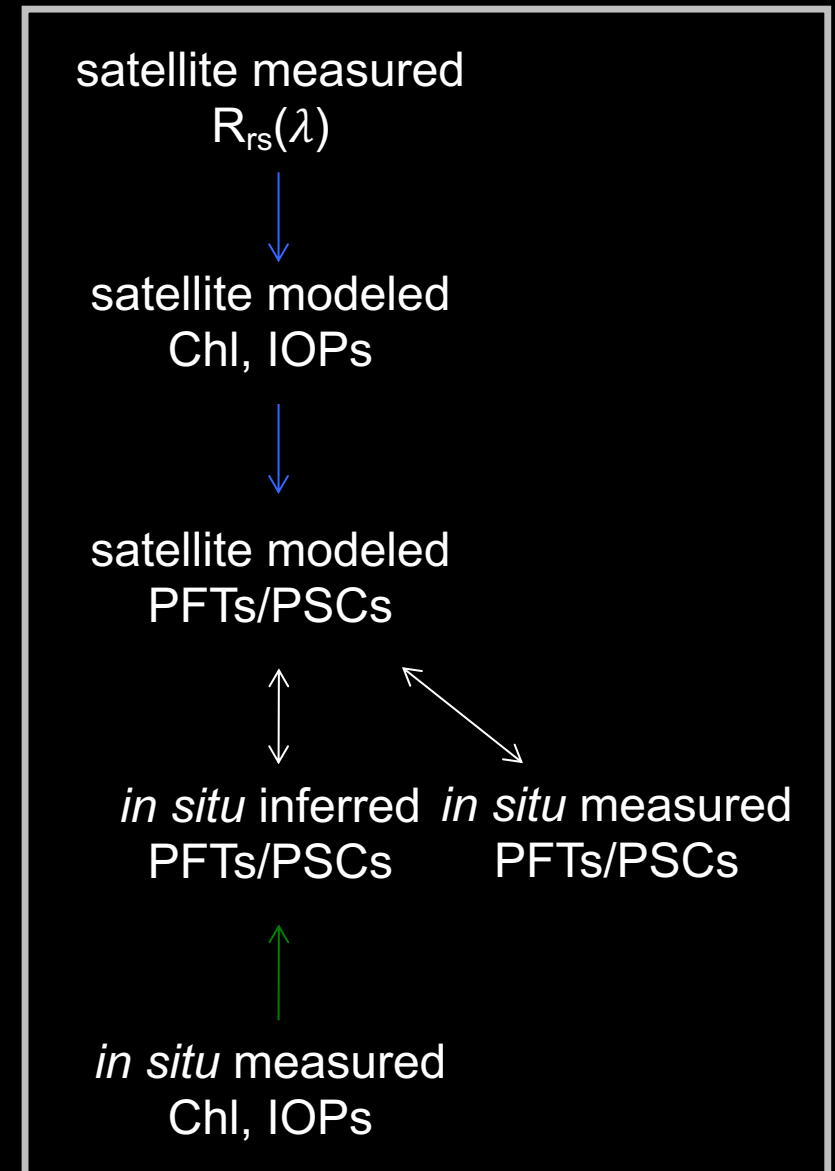 satellite measured
Rrs(λ)
satellite modeled
Chl, IOPs
satellite modeled
PFTs/PSCs
in situ inferred
PFTs/PSCs
in situ measured
PFTs/PSCs
in situ measured
Chl, IOPs